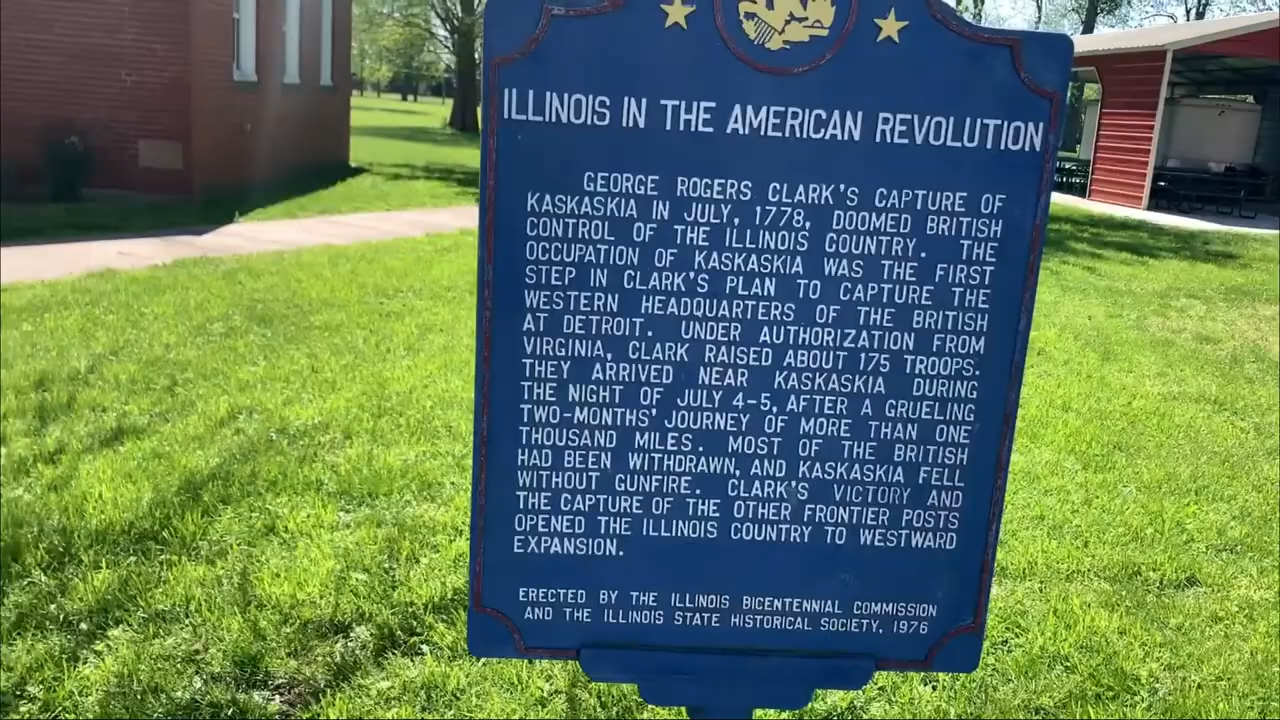 ILLINOIS IN THE AMERICAN REVOLUTION
GEORGE ROGERS CLARK'S CAPTURE OF
KASKASKIA IN JULY, 1778, DOOMED BRITISH
CONTROL OF THE ILLINOIS COUNTRY. THE
OCCUPATION OF KASKASKIA WAS THE FIRST
STEP IN CLARK'S PLAN TO CAPTURE THE
WESTERN HEADQUARTERS OF THE BRITISH
AT DETROIT. UNDER AUTHORIZATION FROM
VIRGINIA, CLARK RAISED ABOUT 175 TROOPS.
THEY ARRIVED NEAR KASKASKIA DURING
THE NIGHT OF JULY 4-5, AFTER A GRUELING
TWO-MONTHS' JOURNEY OF MORE THAN ONE
THOUSAND MILES. MOST OF THE BRITISH
HAD BEEN WITHDRAWN, AND KASKASKIA FELL
WITHOUT GUNFIRE. CLARK'S VICTORY AND
THE CAPTURE OF THE OTHER FRONTIER POSTS
OPENED THE ILLINOIS COUNTRY TO WESTWARD
EXPANSION.
ERECTED BY THE ILLINOIS BICENTENNIAL COMMISSION
AND THE ILLINOIS STATE HISTORICAL SOCIETY, 1976